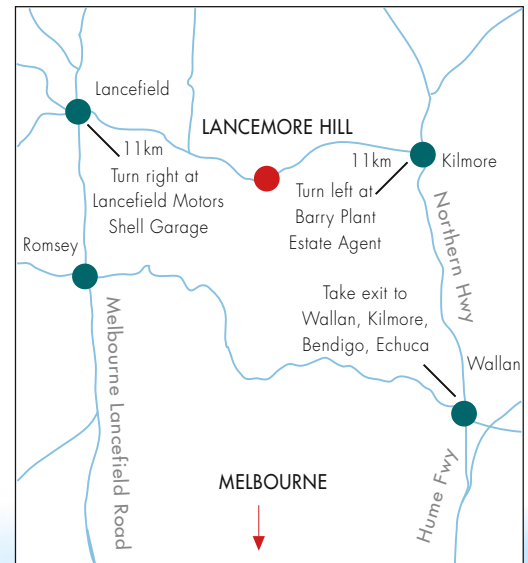 Lancefield
LANCEMORE HILL
11km
Turn right at
Lancefield Motors
Shell Garage
11km
Kilmore
Turn left at
Barry Plant
Estate Agent
Northern Hwy
Romsey
Melbourne Lancefield Road
Take exit to
Wallan, Kilmore,
Bendigo, Echuca
Wallan
Hume Fwy
MELBOURNE